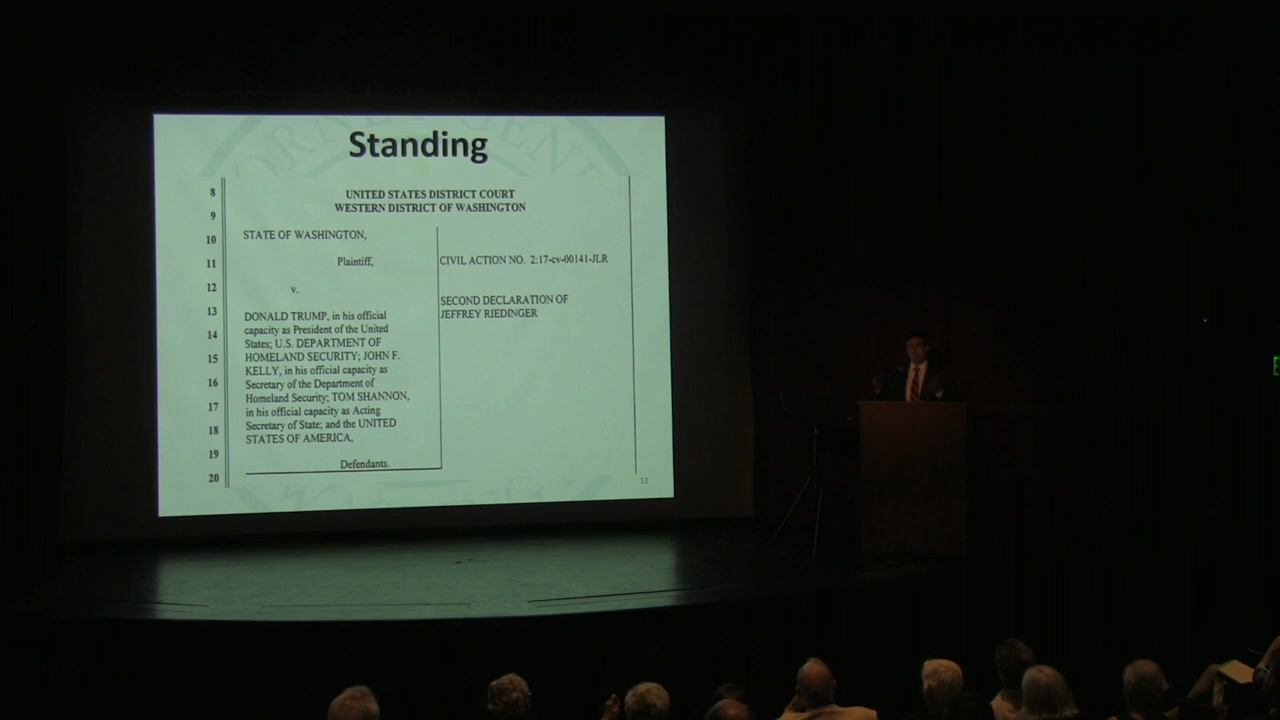 Standing
8
UNITED STATES DISTRICT COURT
9
WESTERN DISTRICT OF WASHINGTON
10
STATE OF WASHINGTON,
11
Plaintiff,
CIVIL ACTION NO. 2:17-cv-00141-JLR
12
v.
13
SECOND DECLARATION OF
JEFFREY RIEDINGER
DONALD TRUMP, in his official
14
capacity as President of the United
States; U.S. DEPARTMENT OF
15
HOMELAND SECURITY; JOHN F.
KELLY, in his official capacity as
16
Secretary of the Department of
Homeland Security; TOM SHANNON,
17
in his official capacity as Acting
18
Secretary of State; and the UNITED
STATES OF AMERICA,
19
Defendants.
20
12